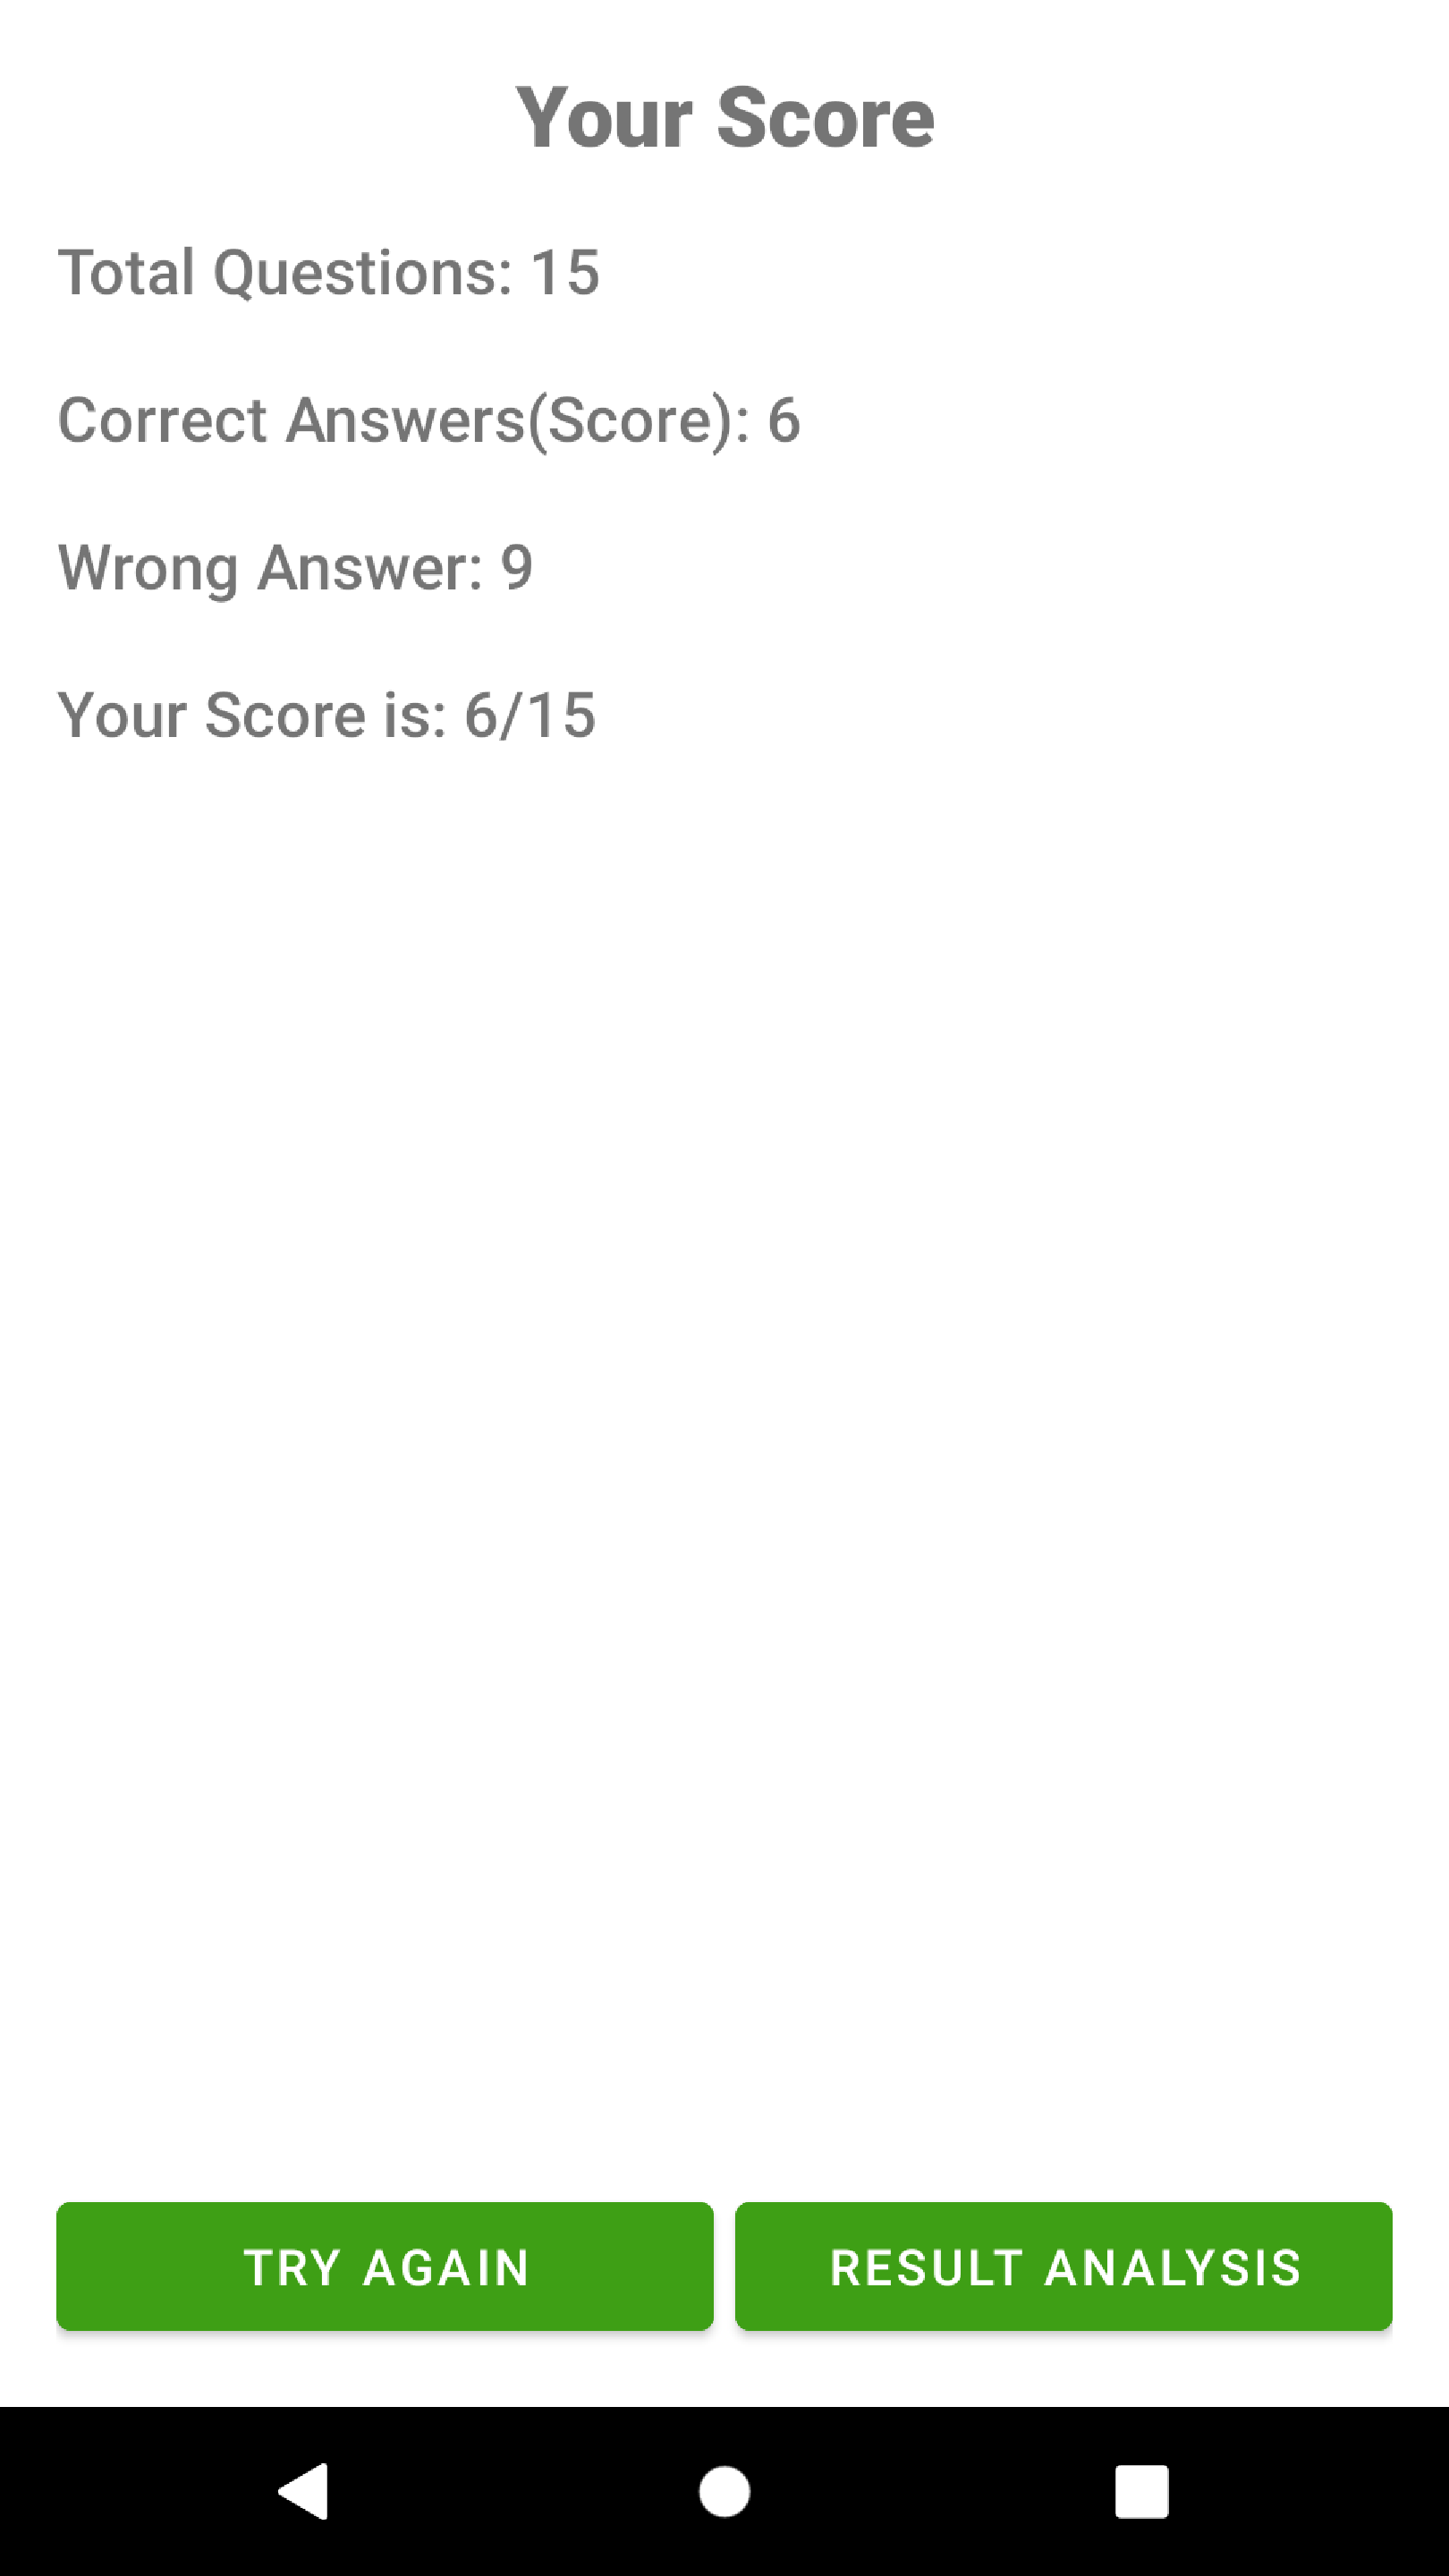 Your Score
Total Questions: 15
Correct Answers(Score): 6
Wrong Answer: 9
Your Score is: 6/15
TRY AGAIN
RESULT ANALYSIS